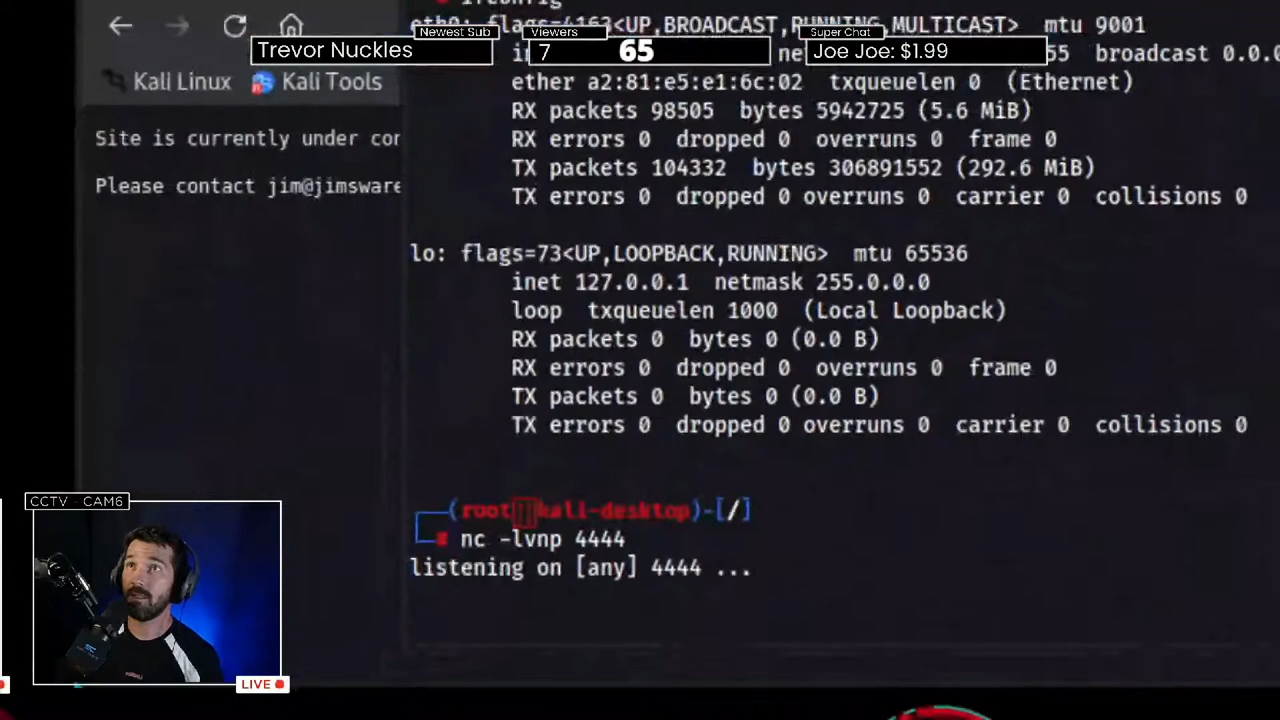 ifconfig
eth0: flags=4163<UP,BROADCAST,RUNNING,MULTICAST> mtu 9001
Newest Sub
Trevor Nuckles
Viewers
7 65
Super Chat
Joe Joe: $1.99
broadcast 0.0.0
ether a2:81:e5:e1:6c:02 txqueuelen 0 (Ethernet)
RX packets 98505 bytes 5942725 (5.6 MiB)
RX errors 0 dropped 0 overruns 0 frame 0
TX packets 104332 bytes 306891552 (292.6 MiB)
TX errors 0 dropped 0 overruns 0 carrier 0 collisions 0
lo: flags=73<UP,LOOPBACK,RUNNING> mtu 65536
inet 127.0.0.1 netmask 255.0.0.0
loop txqueuelen 1000 (Local Loopback)
RX packets 0 bytes 0 (0.0 B)
RX errors 0 dropped 0 overruns 0 frame 0
TX packets 0 bytes 0 (0.0 B)
TX errors 0 dropped 0 overruns 0 carrier 0 collisions 0
(root kali-desktop)-[/]
nc -lvnp 4444
listening on [any] 4444 ...
Kali Linux Kali Tools
Site is currently under con
Please contact jim@jimsware
CCTV - CAM6
LIVE